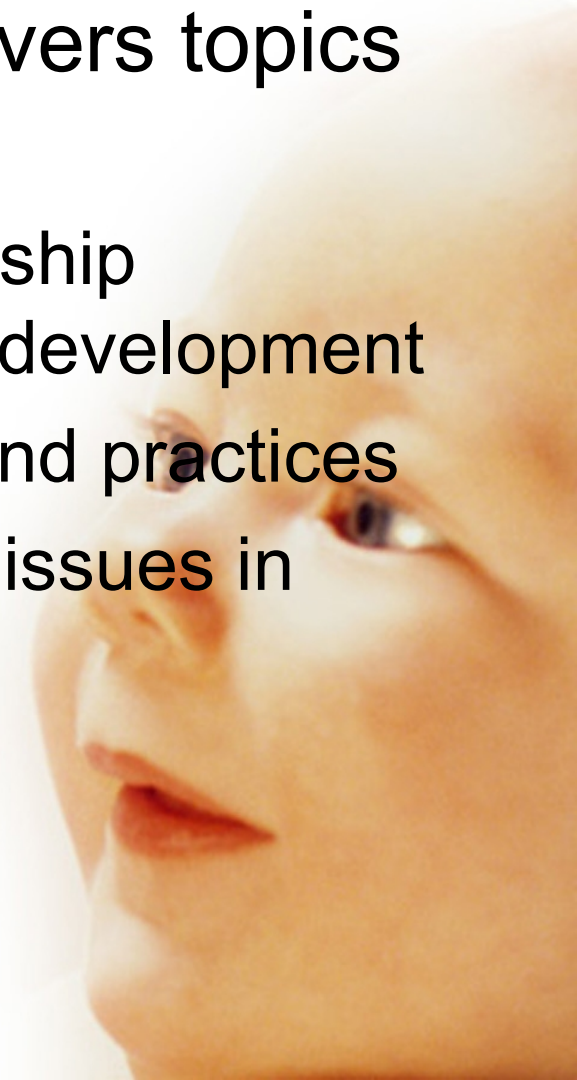 vers topics
ship
development
nd practices
issues in